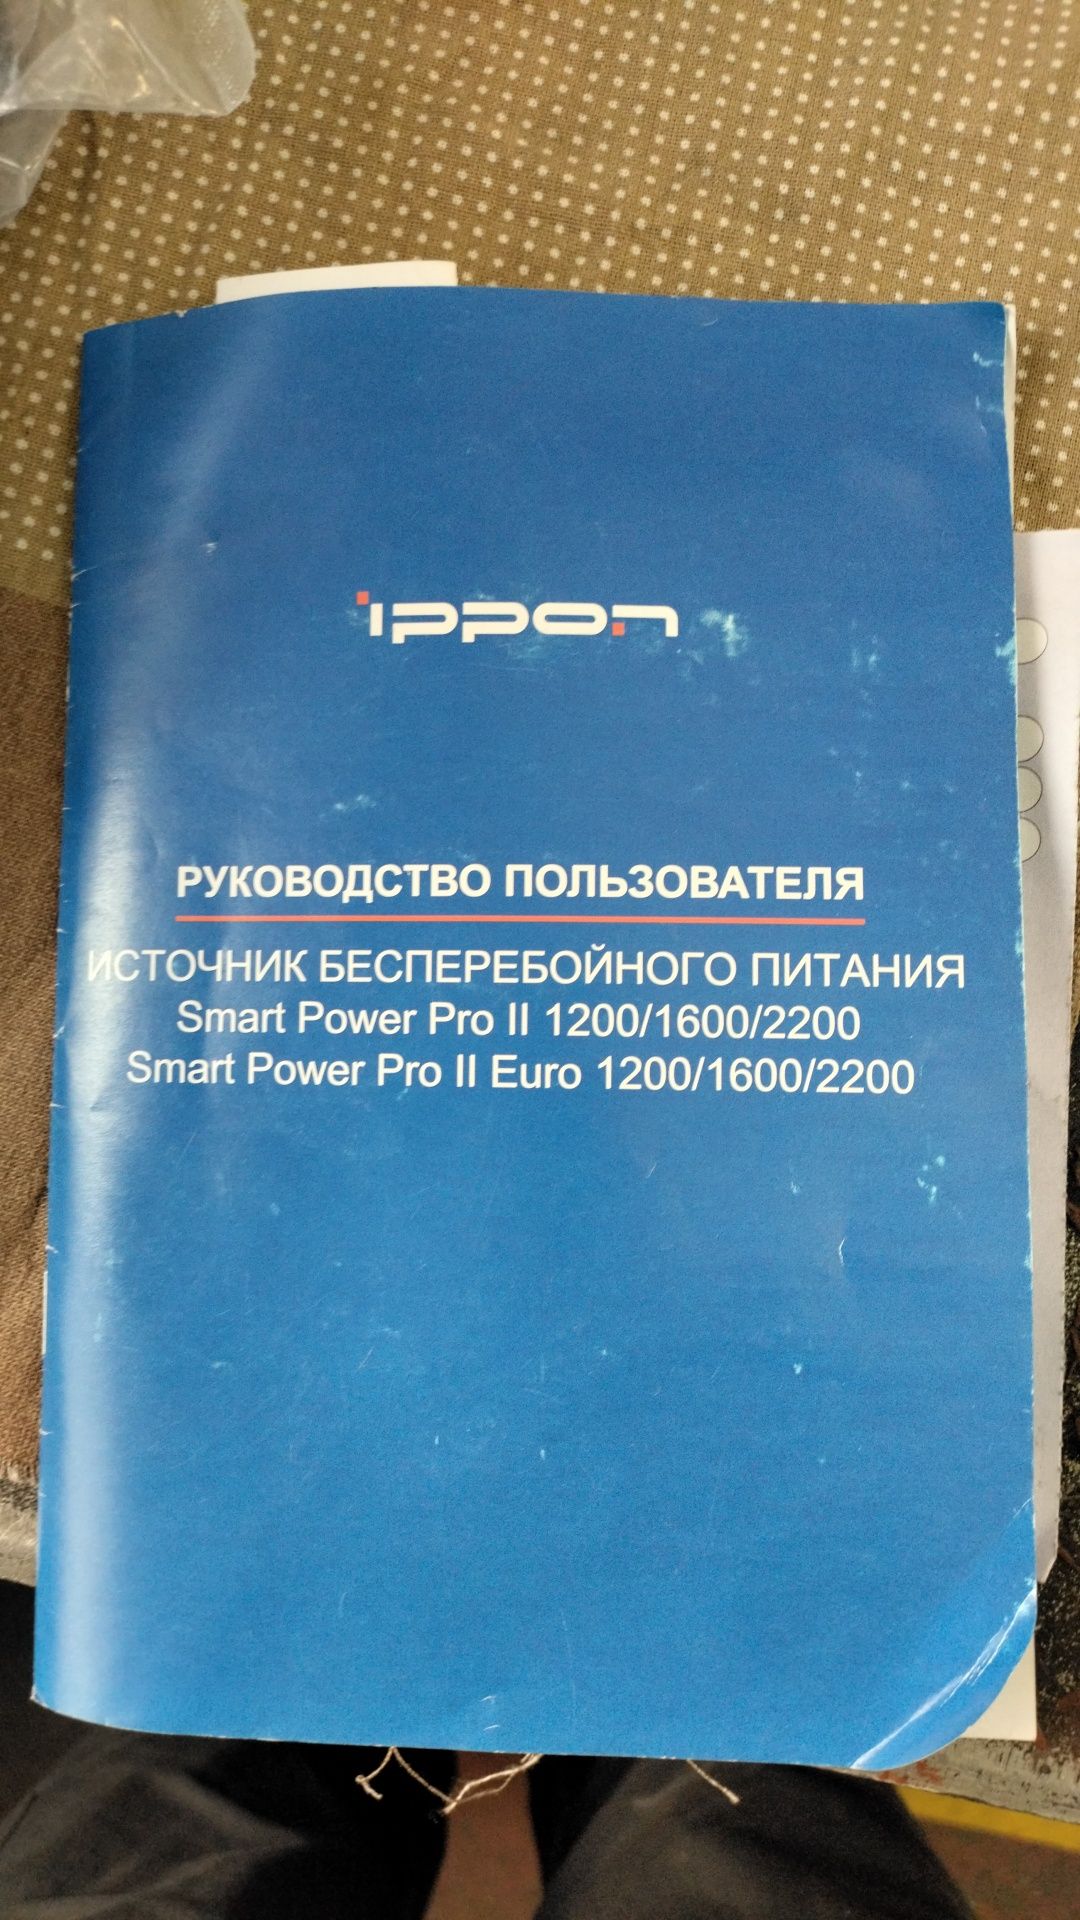 ippon
РУКОВОДСТВО ПОЛЬЗОВАТЕЛЯ
ИСТОЧНИК БЕСПЕРЕБОЙНОГО ПИТАНИЯ
Smart Power Pro II 1200/1600/2200
Smart Power Pro II Euro 1200/1600/2200